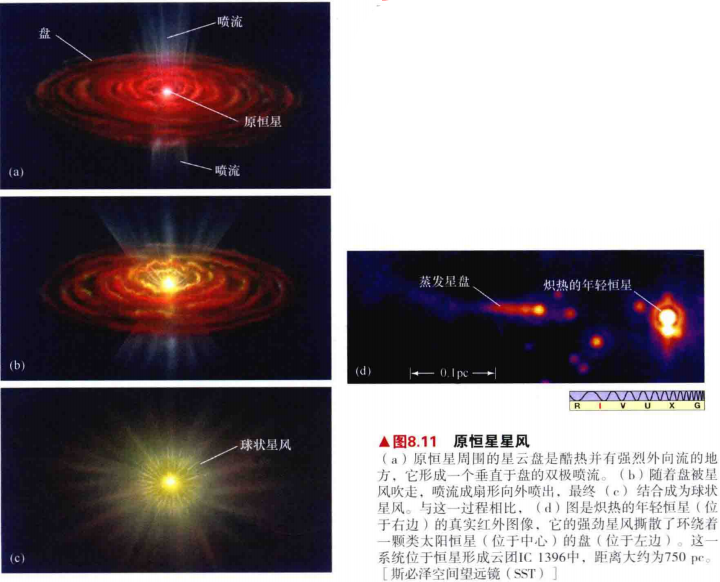 盘
喷流
原恒星
喷流
(a)
(b)
球状星风
(c)
蒸发星盘
炽热的年轻恒星
(d)
0.1pc
R I V U X G
▲图8.11 原恒星星风
（a）原恒星周围的星云盘是酷热并有强烈外向流的地
方，它形成一个垂直于盘的双极喷流。（b）随着盘被星
风吹走，喷流成扇形向外喷出，最终（c）结合成为球状
星风。与这一过程相比，（d）图是炽热的年轻恒星（位
于右边）的真实红外图像，它的强劲星风撕散了环绕着
一颗类太阳恒星（位于中心）的盘（位于左边）。这一
系统位于恒星形成云团IC 1396中，距离大约为750 pc。
［斯必泽空间望远镜（SST）］